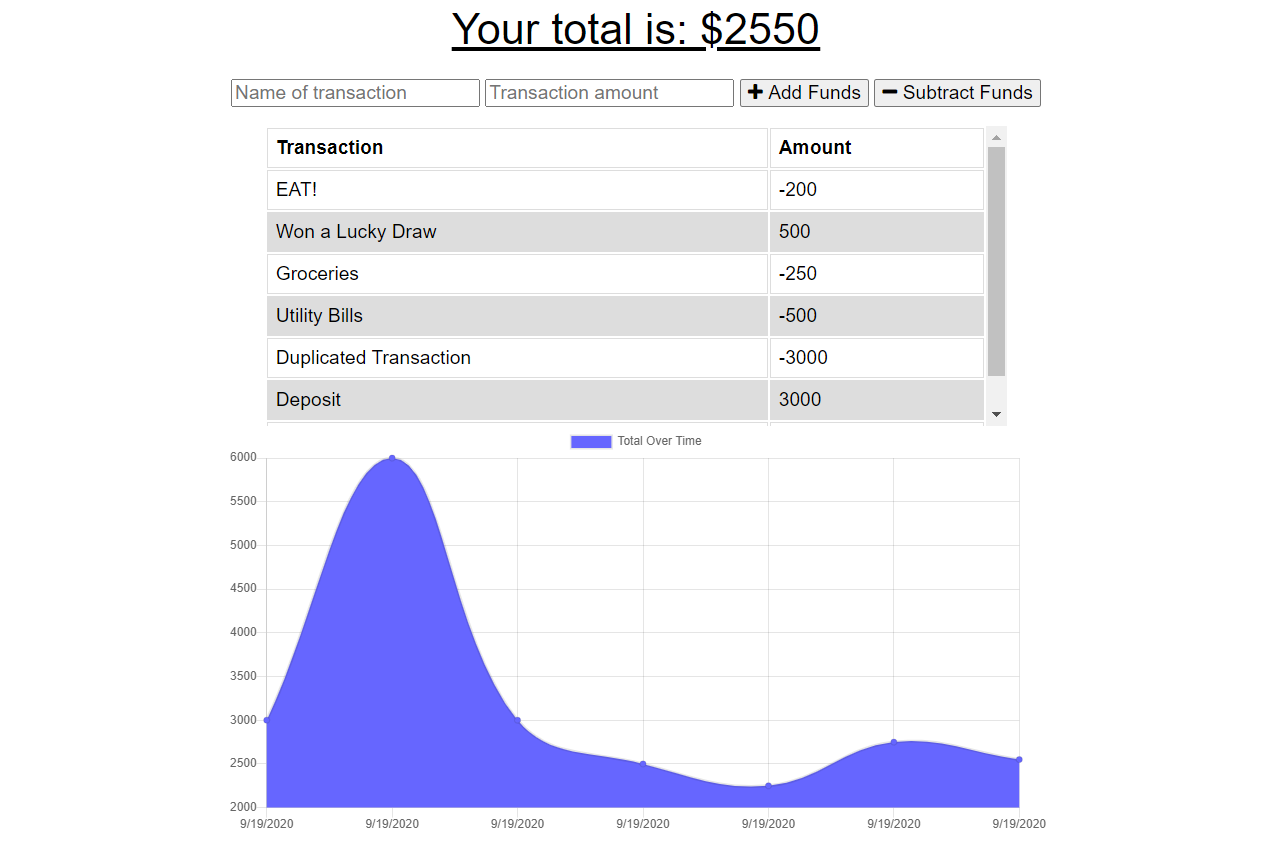 Your total is: $2550
Name of transaction Transaction amount Add Funds Subtract Funds
Transaction Amount
EAT! -200
Won a Lucky Draw 500
Groceries -250
Utility Bills -500
Duplicated Transaction -3000
Deposit 3000
Total Over Time
6000
5500
5000
4500
4000
3500
3000
2500
2000
9/19/2020 9/19/2020 9/19/2020 9/19/2020 9/19/2020 9/19/2020 9/19/2020